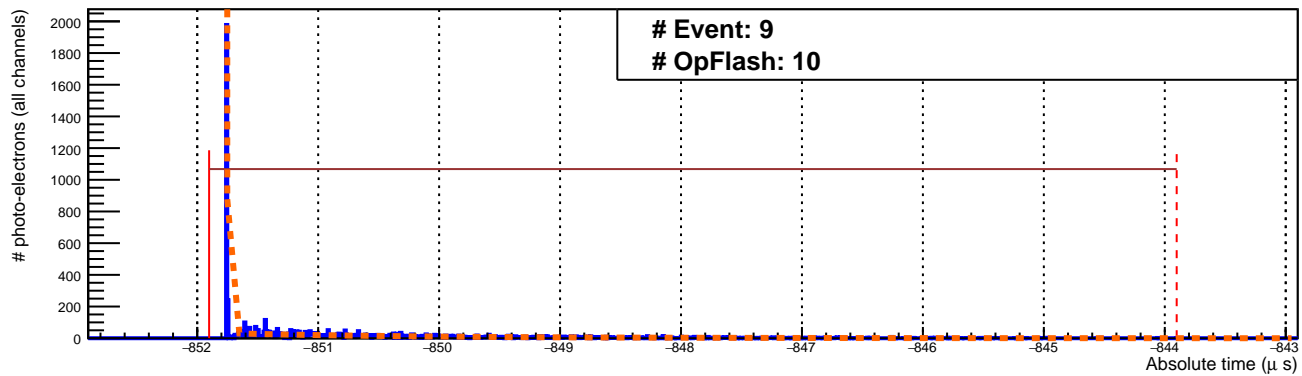 # Event: 9
# OpFlash: 10
# photo-electrons (all channels)
2000
1800
1600
1400
1200
1000
800
600
400
200
0
−852 −851 −850 −849 −848 −847 −846 −845 −844 −843
Absolute time (μ s)